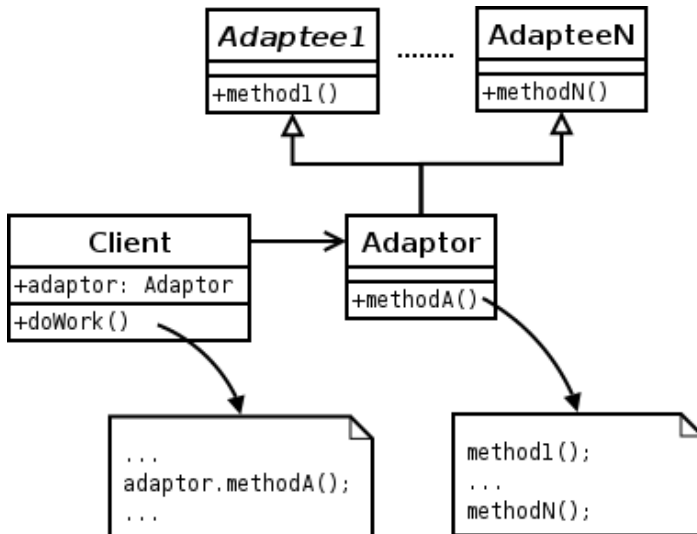 Adaptee1
........
AdapteeN
+method1()
+methodN()
Client
Adaptor
+adaptor: Adaptor
+methodA()
+doWork()
...
adaptor.methodA();
...
method1();
...
methodN();